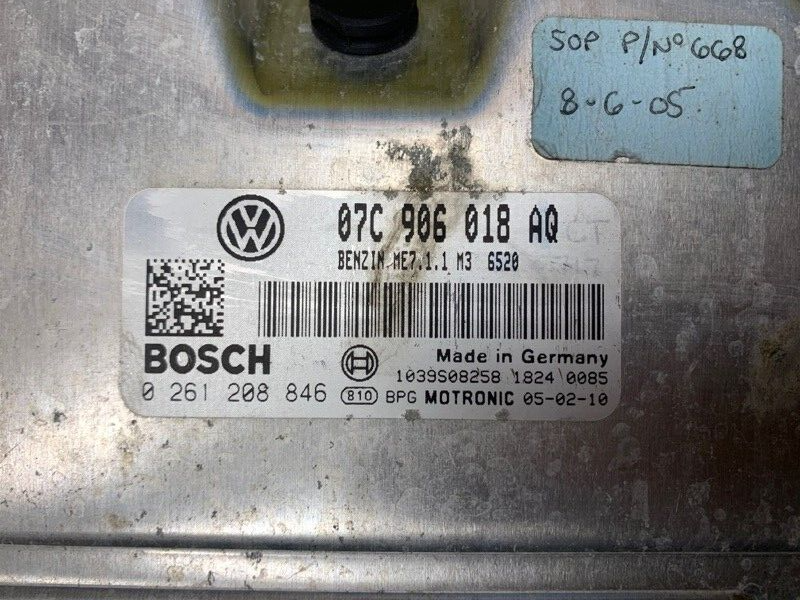 SOP P/Nº 668
8-6-05
07C 906 018 AQ
BENZIN ME7.1.1 M3 6520
BOSCH
Made in Germany
1039S08258 1824 0085
0 261 208 846 810 BPG MOTRONIC 05-02-10